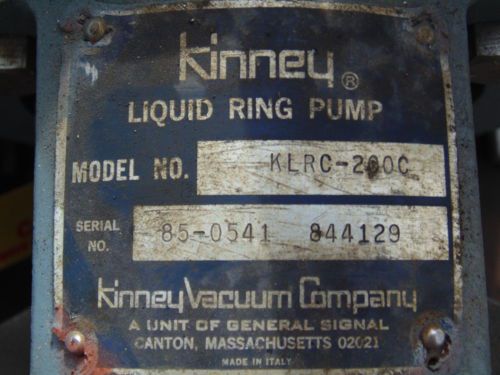 Kinney ®
LIQUID RING PUMP
MODEL NO. KLRC-200C
SERIAL NO. 85-0541 844129
Kinney Vacuum Company
A UNIT OF GENERAL SIGNAL
CANTON, MASSACHUSETTS 02021
MADE IN ITALY